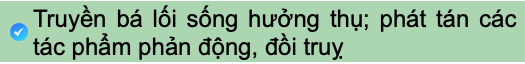 Truyền bá lối sống hưởng thụ; phát tán các
tác phẩm phản động, đồi truỵ